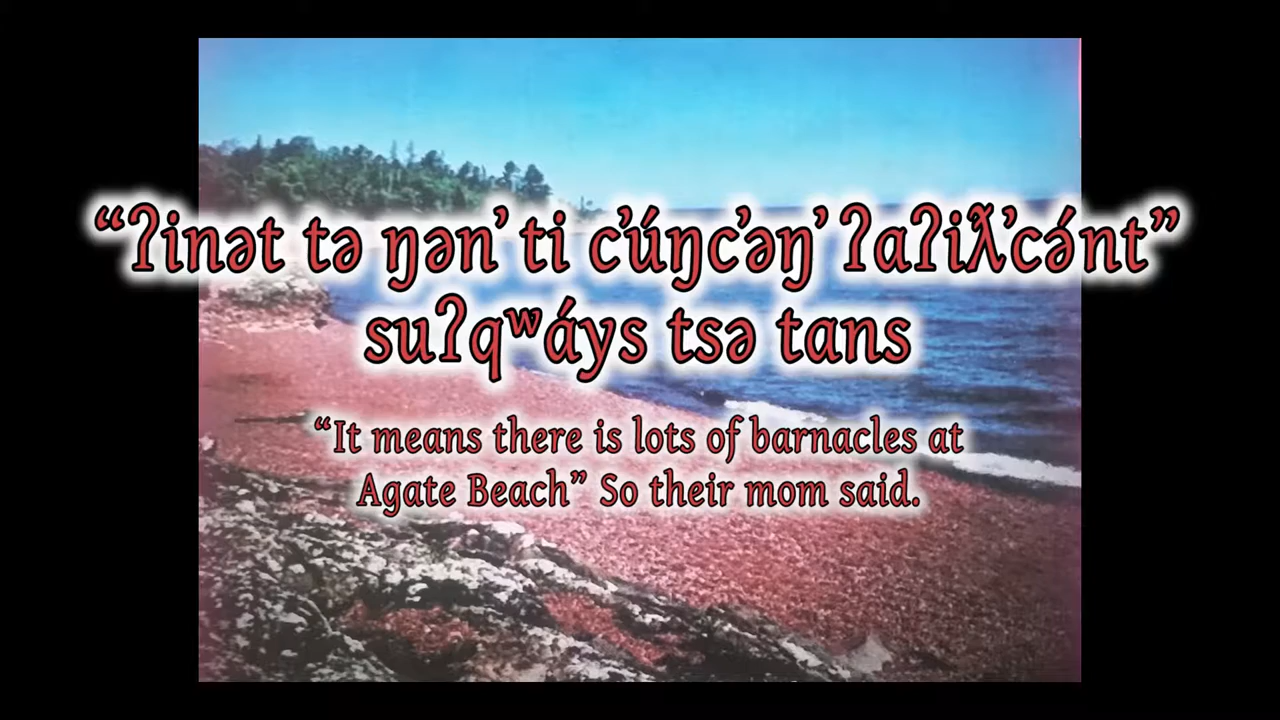 “ʔinət tə ŋən̓ ti c̓úŋc̓əŋ̓ ʔaʔiƛ̓cə́nt”
suʔqʷáys tsə tans
“It means there is lots of barnacles at
Agate Beach” So their mom said.